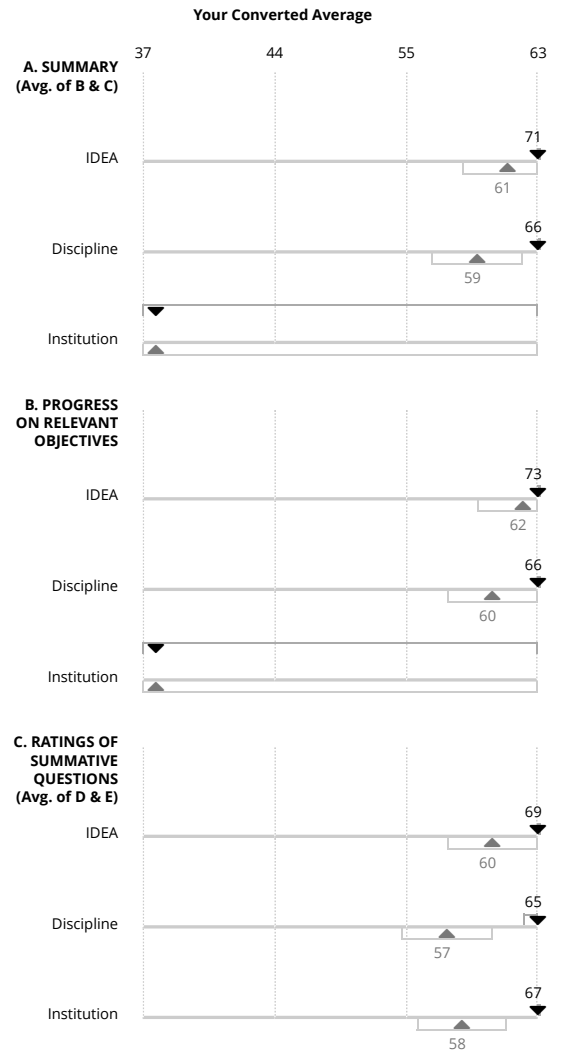 Your Converted Average
37 44 55 63
A. SUMMARY
(Avg. of B & C)
71
IDEA
61
66
Discipline
59
Institution
B. PROGRESS
ON RELEVANT
OBJECTIVES
73
IDEA
62
66
Discipline
60
Institution
C. RATINGS OF
SUMMATIVE
QUESTIONS
(Avg. of D & E)
69
IDEA
60
65
Discipline
57
67
Institution
58